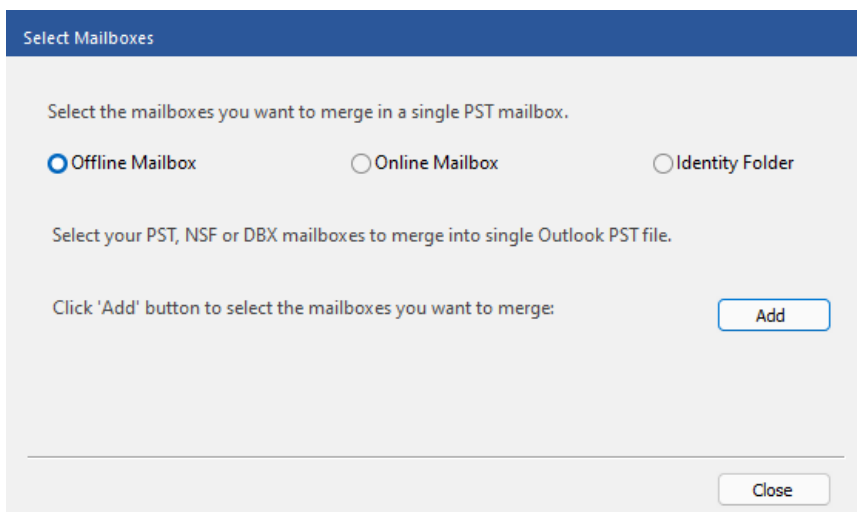 Select Mailboxes
Select the mailboxes you want to merge in a single PST mailbox.
Offline Mailbox Online Mailbox Identity Folder
Select your PST, NSF or DBX mailboxes to merge into single Outlook PST file.
Click 'Add' button to select the mailboxes you want to merge: Add
Close